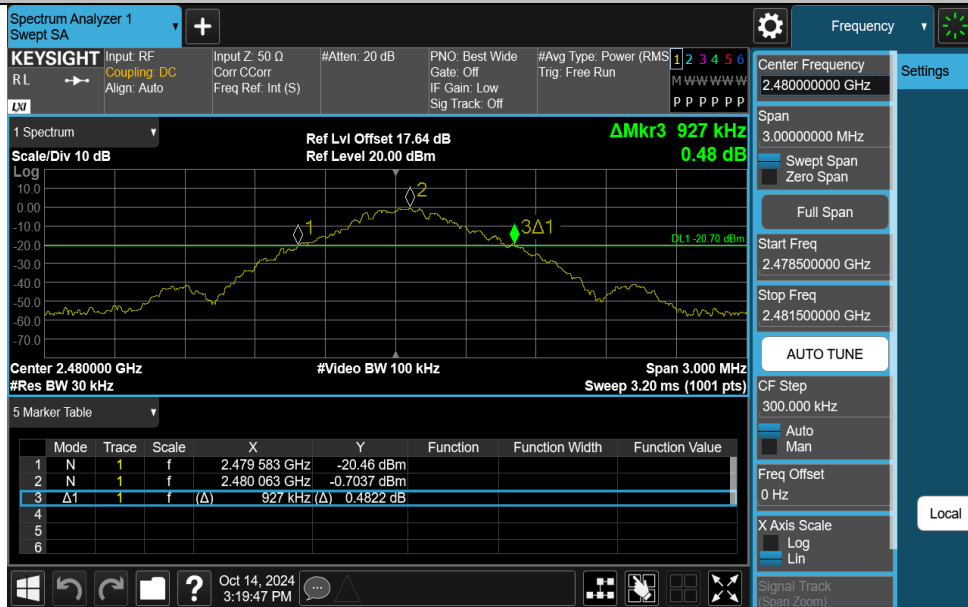 Spectrum Analyzer 1
Swept SA
+
Frequency
KEYSIGHT
RL
LXI
Input: RF
Coupling: DC
Align: Auto
Input Z: 50 Ω
Corr CCorr
Freq Ref: Int (S)
#Atten: 20 dB
PNO: Best Wide
Gate: Off
IF Gain: Low
Sig Track: Off
#Avg Type: Power (RMS
Trig: Free Run
1 2 3 4 5 6
M W W W W W
P P P P P P
1 Spectrum
Scale/Div 10 dB
Ref Lvl Offset 17.64 dB
Ref Level 20.00 dBm
ΔMkr3 927 kHz
0.48 dB
Log
10.0
0.00
-10.0
-20.0
-30.0
-40.0
-50.0
-60.0
-70.0
1
2
3Δ1
DL1 -20.70 dBm
Center 2.480000 GHz
#Video BW 100 kHz
Span 3.000 MHz
#Res BW 30 kHz
Sweep 3.20 ms (1001 pts)
5 Marker Table
Mode Trace Scale X Y Function Function Width Function Value
1 N 1 f 2.479 583 GHz -20.46 dBm
2 N 1 f 2.480 063 GHz -0.7037 dBm
3 Δ1 1 f (Δ) 927 kHz (Δ) 0.4822 dB
4
5
6
?
Oct 14, 2024
3:19:47 PM
Center Frequency
2.480000000 GHz
Span
3.00000000 MHz
Swept Span
Zero Span
Full Span
Start Freq
2.478500000 GHz
Stop Freq
2.481500000 GHz
AUTO TUNE
CF Step
300.000 kHz
Auto
Man
Freq Offset
0 Hz
X Axis Scale
Log
Lin
Signal Track
(Span Zoom)
Settings
Local